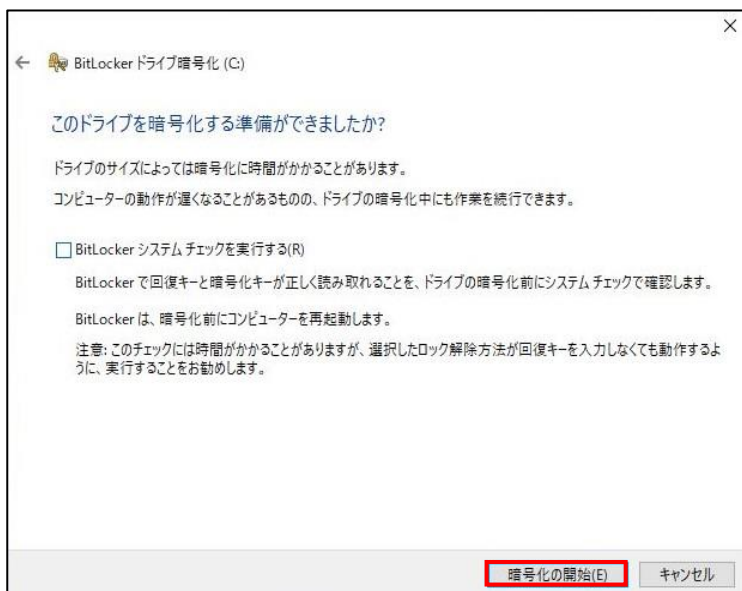 BitLocker ドライブ暗号化 (C:)
このドライブを暗号化する準備ができましたか?
ドライブのサイズによっては暗号化に時間がかかることがあります。
コンピューターの動作が遅くなることがあるものの、ドライブの暗号化中にも作業を続行できます。
BitLocker システム チェックを実行する(R)
BitLocker で回復キーと暗号化キーが正しく読み取れることを、ドライブの暗号化前にシステム チェックで確認します。
BitLocker は、暗号化前にコンピューターを再起動します。
注意: このチェックには時間がかかることがありますが、選択したロック解除方法が回復キーを入力しなくても動作するよ
うに、実行することをお勧めします。
暗号化の開始(E)
キャンセル